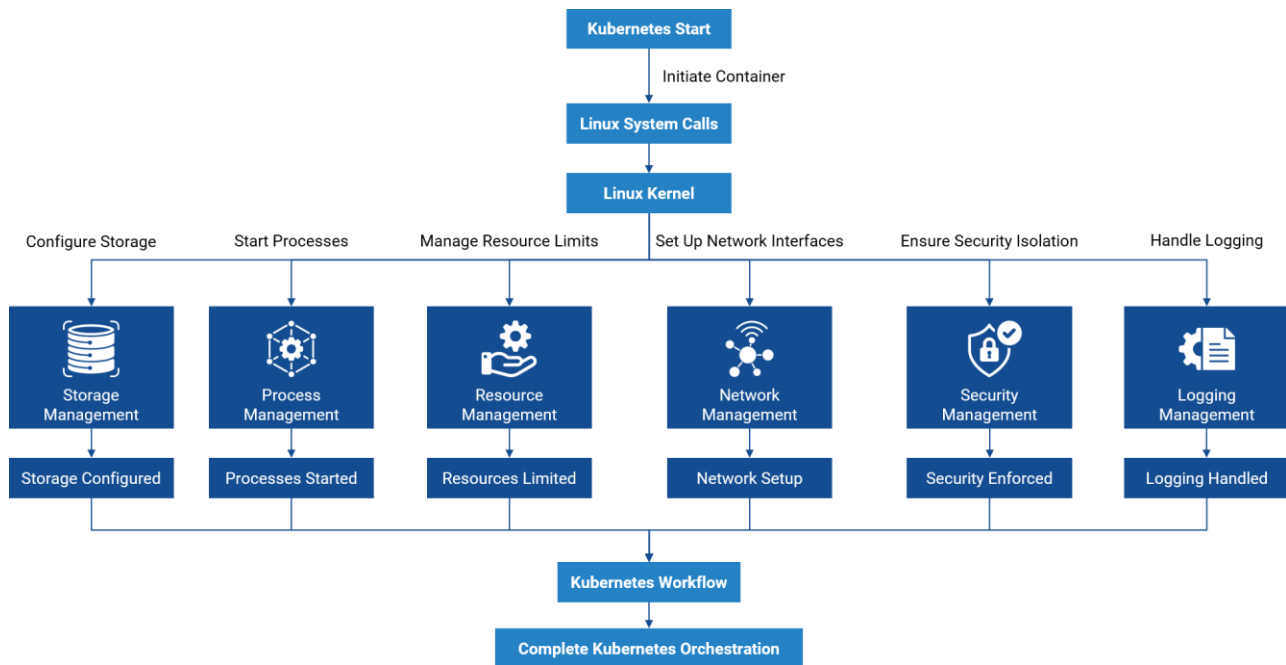 Kubernetes Start
Initiate Container
Linux System Calls
Linux Kernel
Configure Storage
Start Processes
Manage Resource Limits
Set Up Network Interfaces
Ensure Security Isolation
Handle Logging
Storage
Management
Process
Management
Resource
Management
Network
Management
Security
Management
Logging
Management
Storage Configured
Processes Started
Resources Limited
Network Setup
Security Enforced
Logging Handled
Kubernetes Workflow
Complete Kubernetes Orchestration